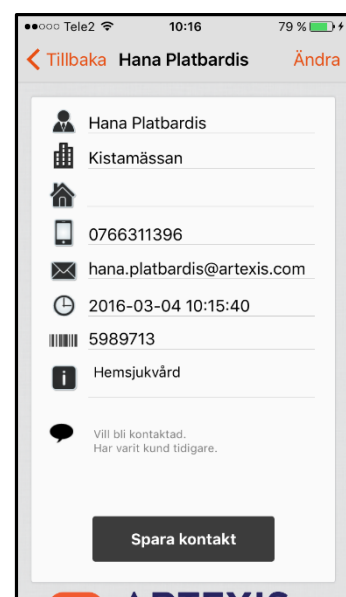 Tele2 10:16 79 %
Tillbaka Hana Platbardis Ändra
Hana Platbardis
Kistamässan
0766311396
hana.platbardis@artexis.com
2016-03-04 10:15:40
5989713
i Hemsjukvård
Vill bli kontaktad.
Har varit kund tidigare.
Spara kontakt
ARTEXIS